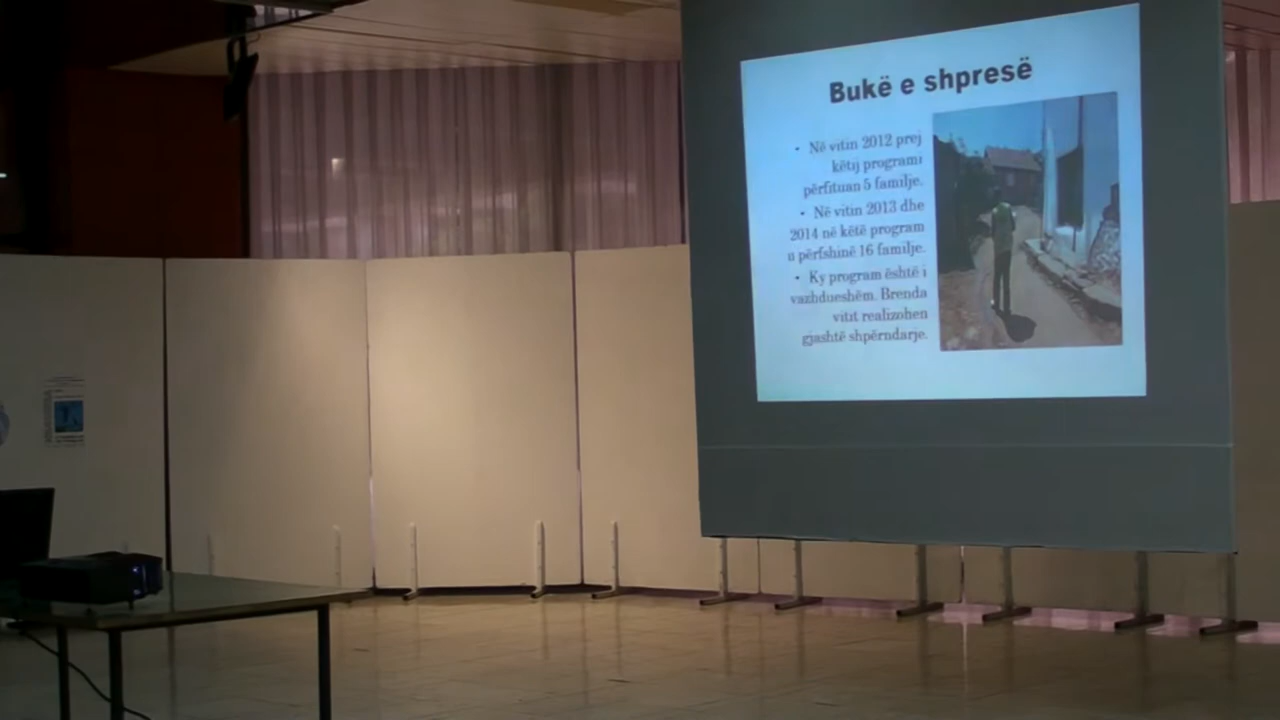 Bukë e shpresë
• Në vitin 2012 prej
këtij programi
përfituan 5 familje.
• Në vitin 2013 dhe
2014 në këtë program
u përfshinë 16 familje.
• Ky program është i
vazhdueshëm. Brenda
vitit realizohen
gjashtë shpërndarje.